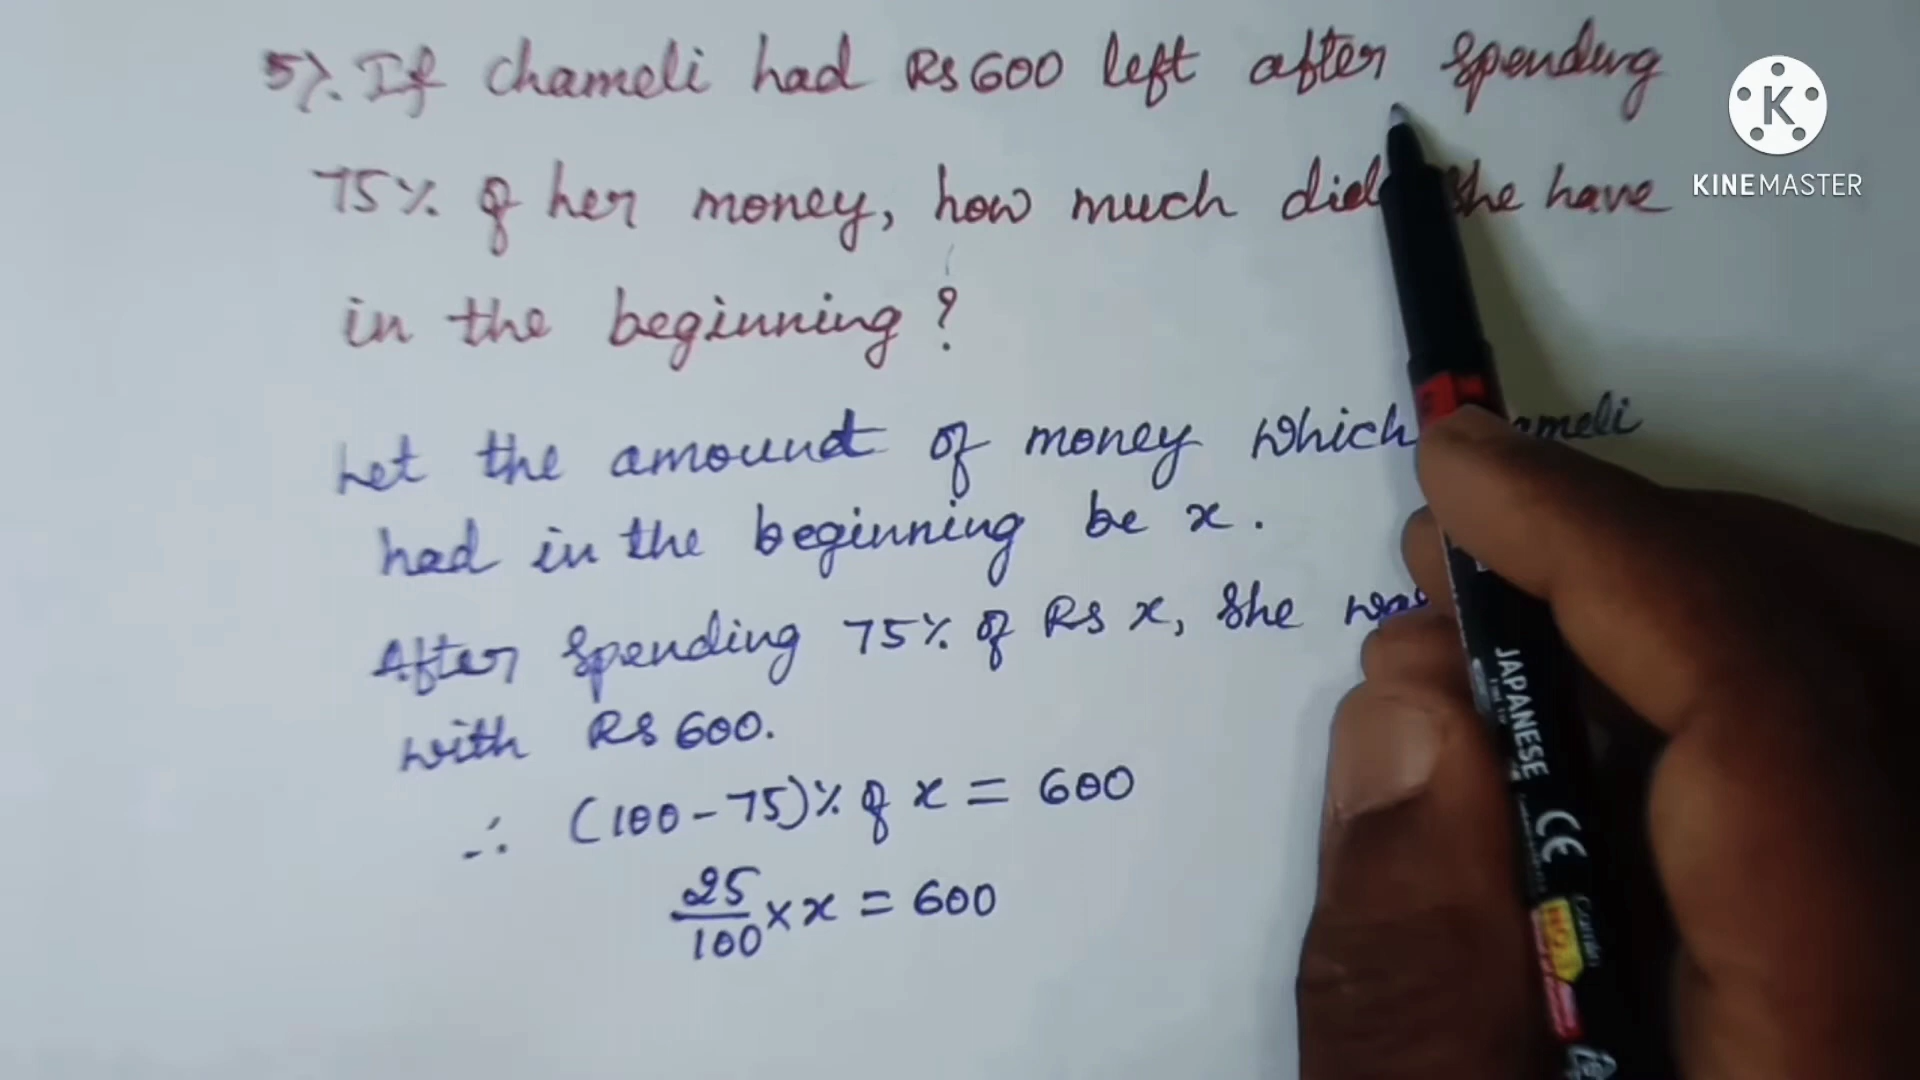 5). If chameli had Rs 600 left after spending
75% of her money, how much did she have
in the beginning?
Let the amount of money which
had in the beginning be x.
After spending 75% of Rs x, she was
with Rs 600.
∴ (100-75)% of x = 600
25/100 × x = 600
K
KINEMASTER
JAPANESE
CE